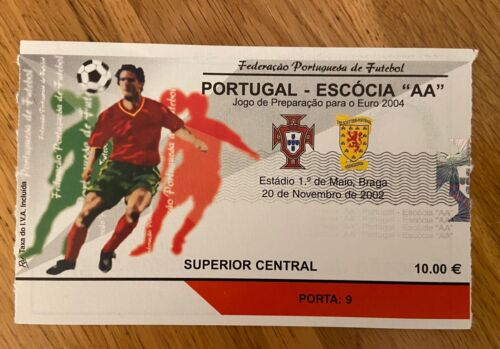 Federação Portuguesa de Futebol
PORTUGAL - ESCÓCIA “AA”
Jogo de Preparação para o Euro 2004
Estádio 1.º de Maio, Braga
20 de Novembro de 2002
SUPERIOR CENTRAL
10.00 €
PORTA: 9
Taxa do I.V.A. Incluída